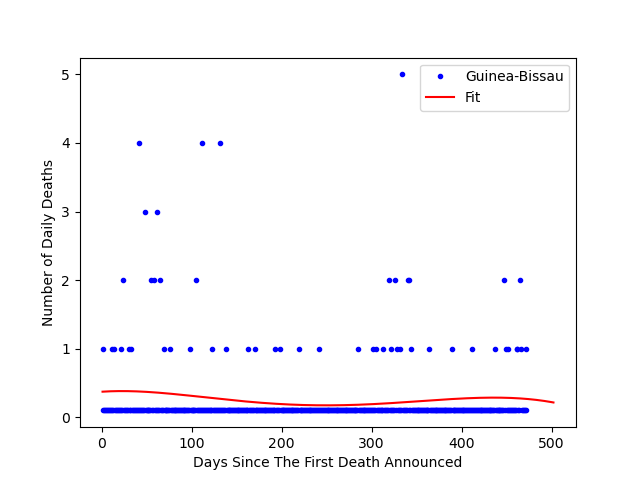 Guinea-Bissau
Fit
Number of Daily Deaths
5
4
3
2
1
0
0 100 200 300 400 500
Days Since The First Death Announced